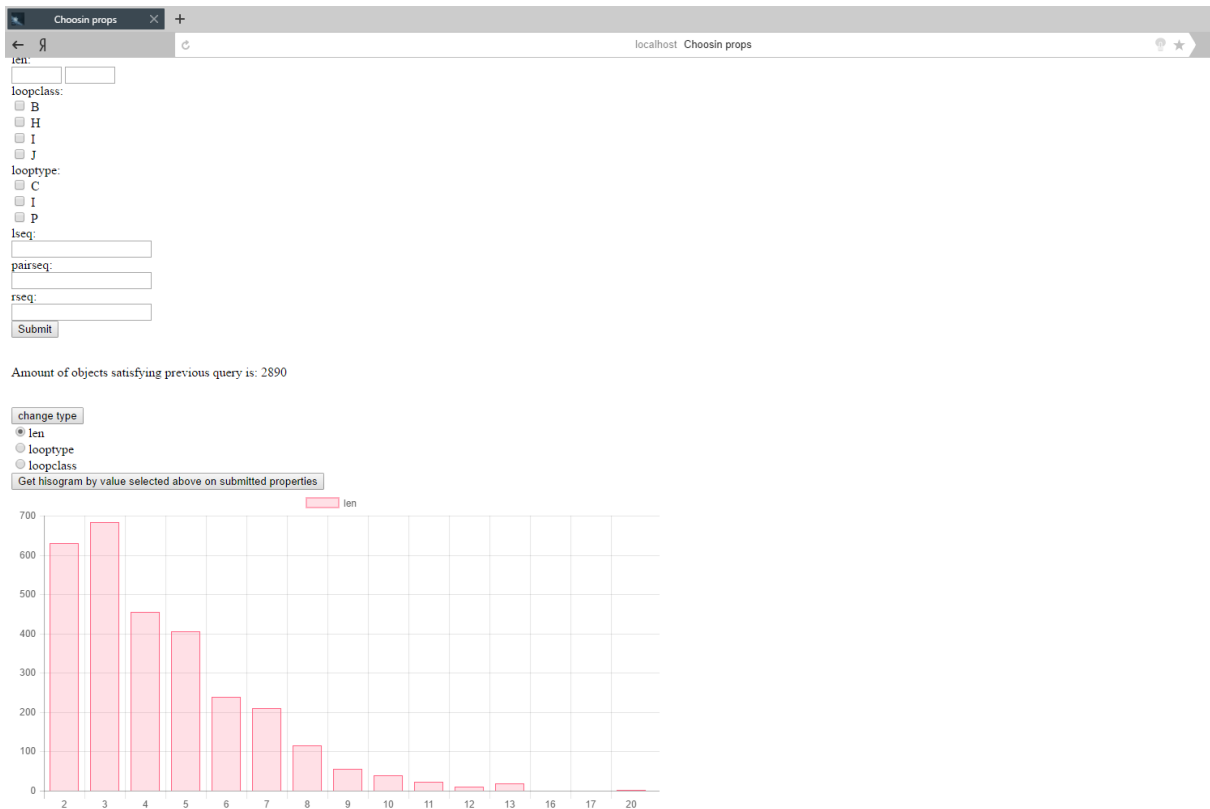 Choosin props
Я
localhost Choosin props
len:
loopclass:
B
H
I
J
looptype:
C
I
P
lseq:
pairseq:
rseq:
Submit
Amount of objects satisfying previous query is: 2890
change type
len
looptype
loopclass
Get hisogram by value selected above on submitted properties
len
700
600
500
400
300
200
100
0
2 3 4 5 6 7 8 9 10 11 12 13 16 17 20